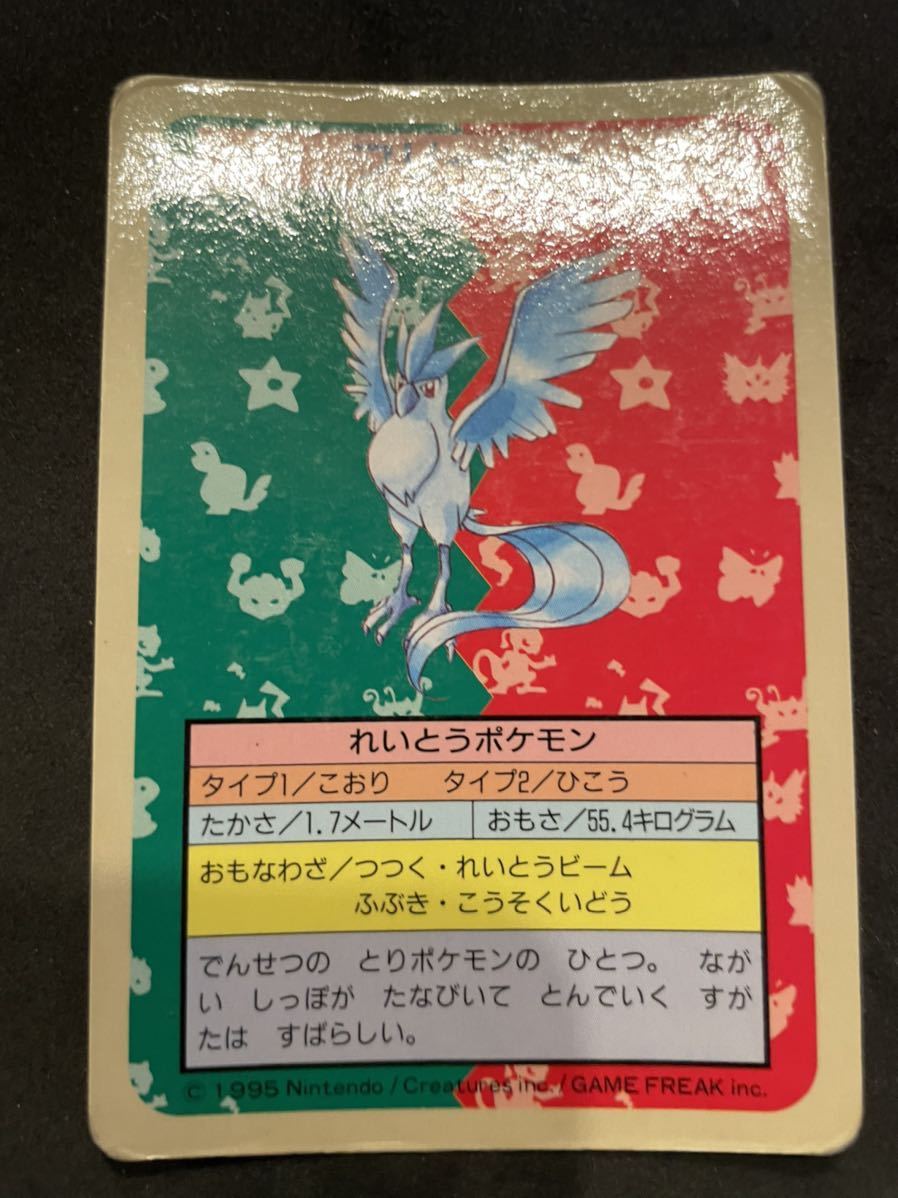 れいとうポケモン
タイプ1／こおり　タイプ2／ひこう
たかさ／1.7メートル　おもさ／55.4キログラム
おもなわざ／つつく・れいとうビーム
ふぶき・こうそくいどう
でんせつの　とりポケモンの　ひとつ。　なが
い　しっぽが　たなびいて　とんでいく　すが
たは　すばらしい。
© 1995 Nintendo / Creatures inc. / GAME FREAK inc.